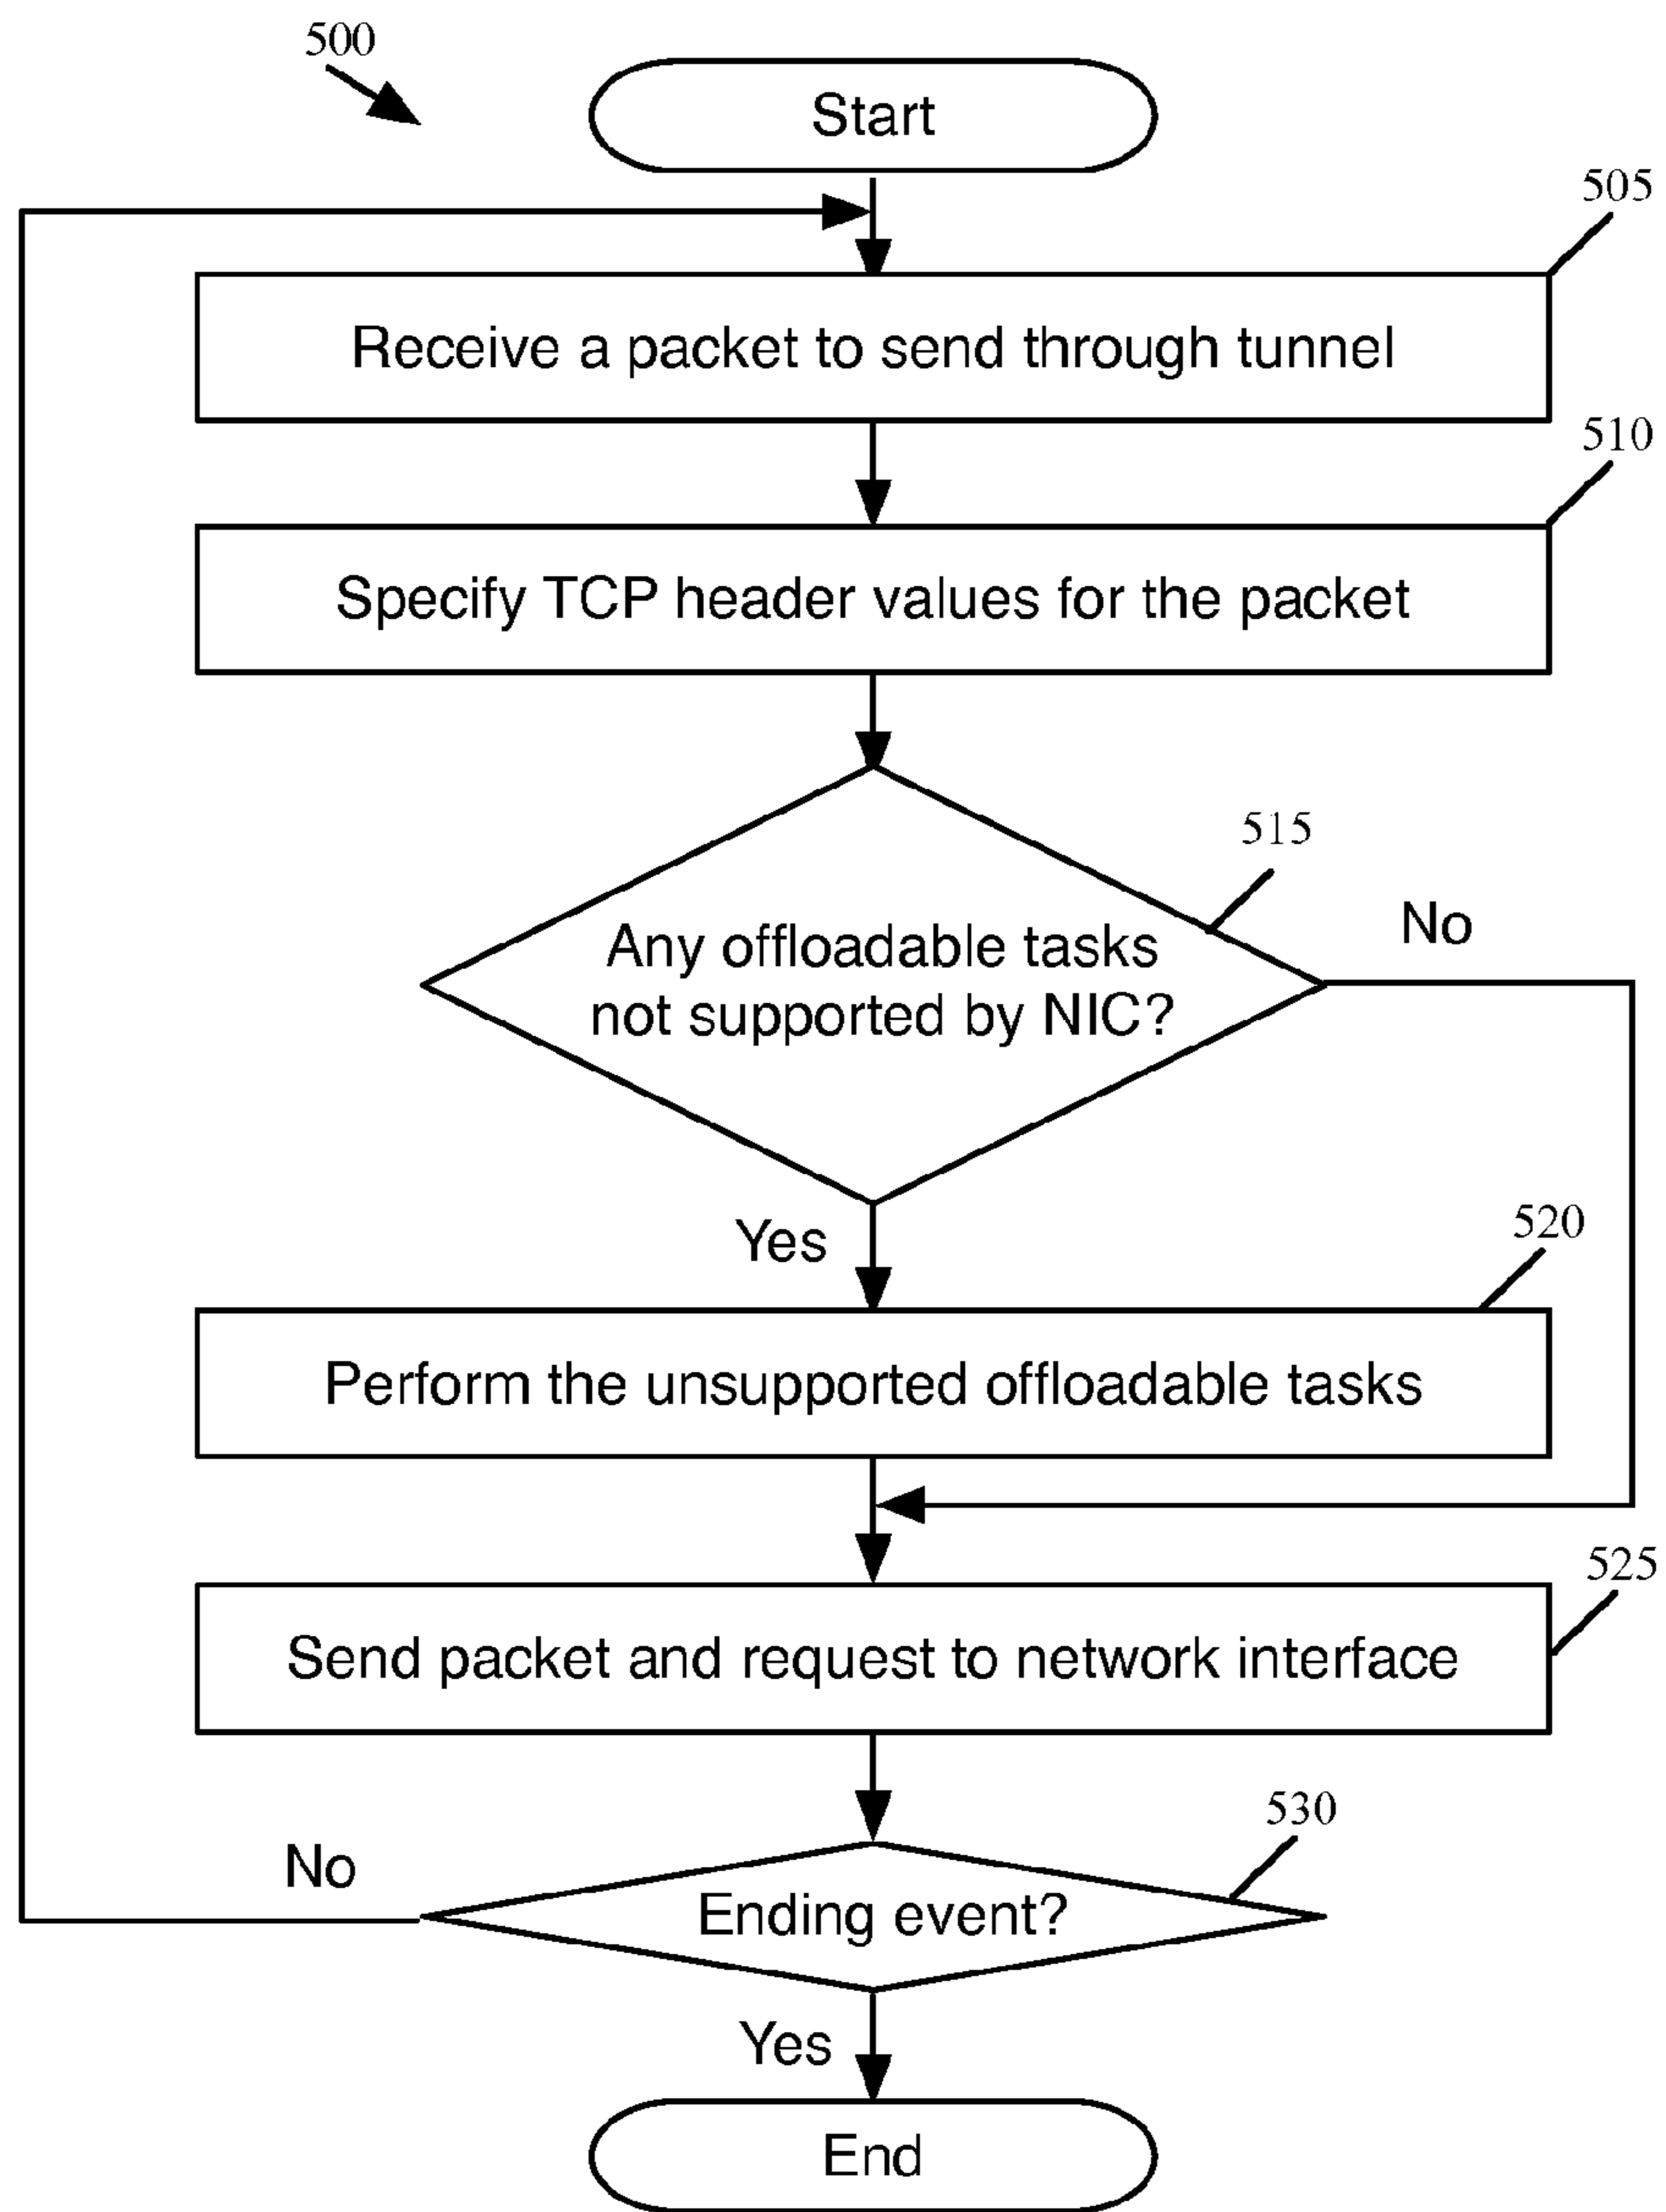 500
Start
505
Receive a packet to send through tunnel
510
Specify TCP header values for the packet
515
Any offloadable tasks
not supported by NIC?
No
Yes
520
Perform the unsupported offloadable tasks
525
Send packet and request to network interface
530
No
Ending event?
Yes
End